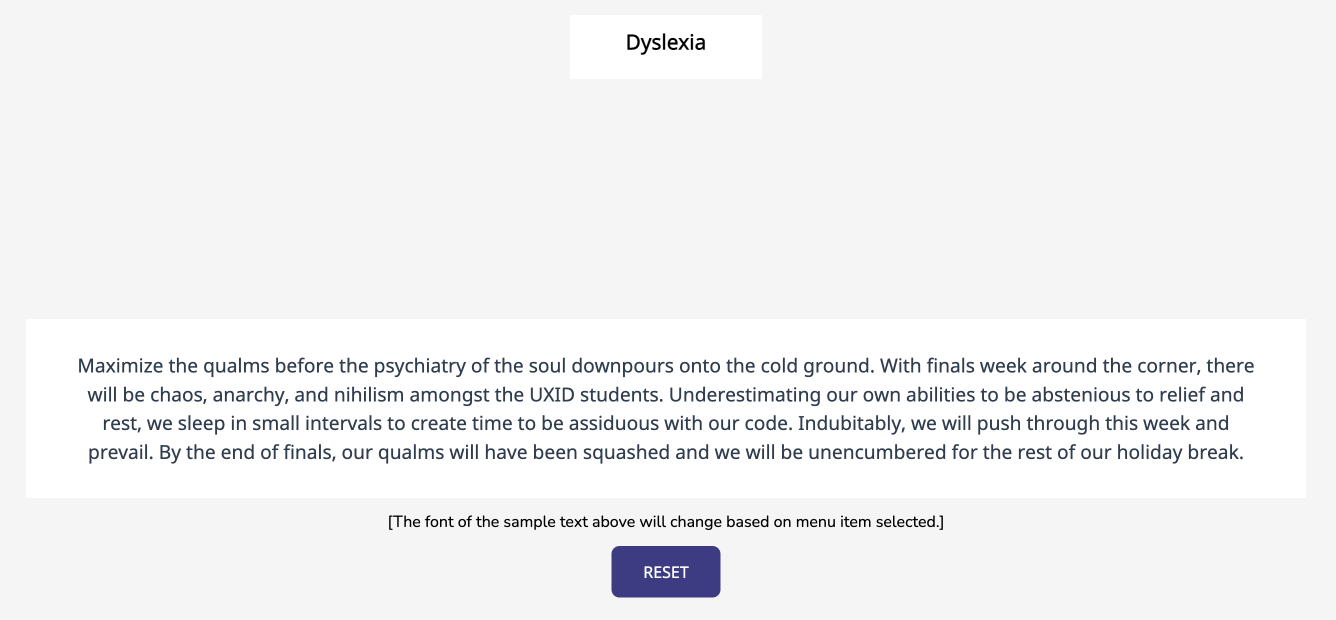 Dyslexia
Maximize the qualms before the psychiatry of the soul downpours onto the cold ground. With finals week around the corner, there
will be chaos, anarchy, and nihilism amongst the UXID students. Underestimating our own abilities to be abstenious to relief and
rest, we sleep in small intervals to create time to be assiduous with our code. Indubitably, we will push through this week and
prevail. By the end of finals, our qualms will have been squashed and we will be unencumbered for the rest of our holiday break.
[The font of the sample text above will change based on menu item selected.]
RESET